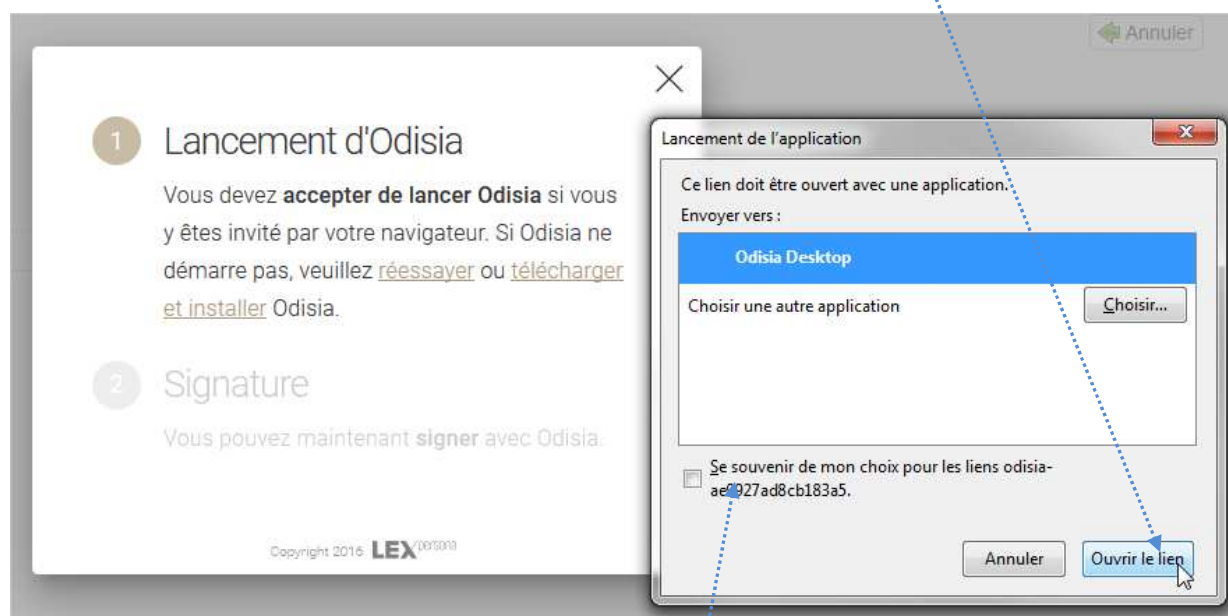 Annuler
1 Lancement d'Odisia
Vous devez accepter de lancer Odisia si vous
y êtes invité par votre navigateur. Si Odisia ne
démarre pas, veuillez réessayer ou télécharger
et installer Odisia.
2 Signature
Vous pouvez maintenant signer avec Odisia.
Copyright 2016 LEX persona
Lancement de l'application
Ce lien doit être ouvert avec une application.
Envoyer vers :
Odisia Desktop
Choisir une autre application
Choisir...
Se souvenir de mon choix pour les liens odisia-
Annuler
Ouvrir le lien